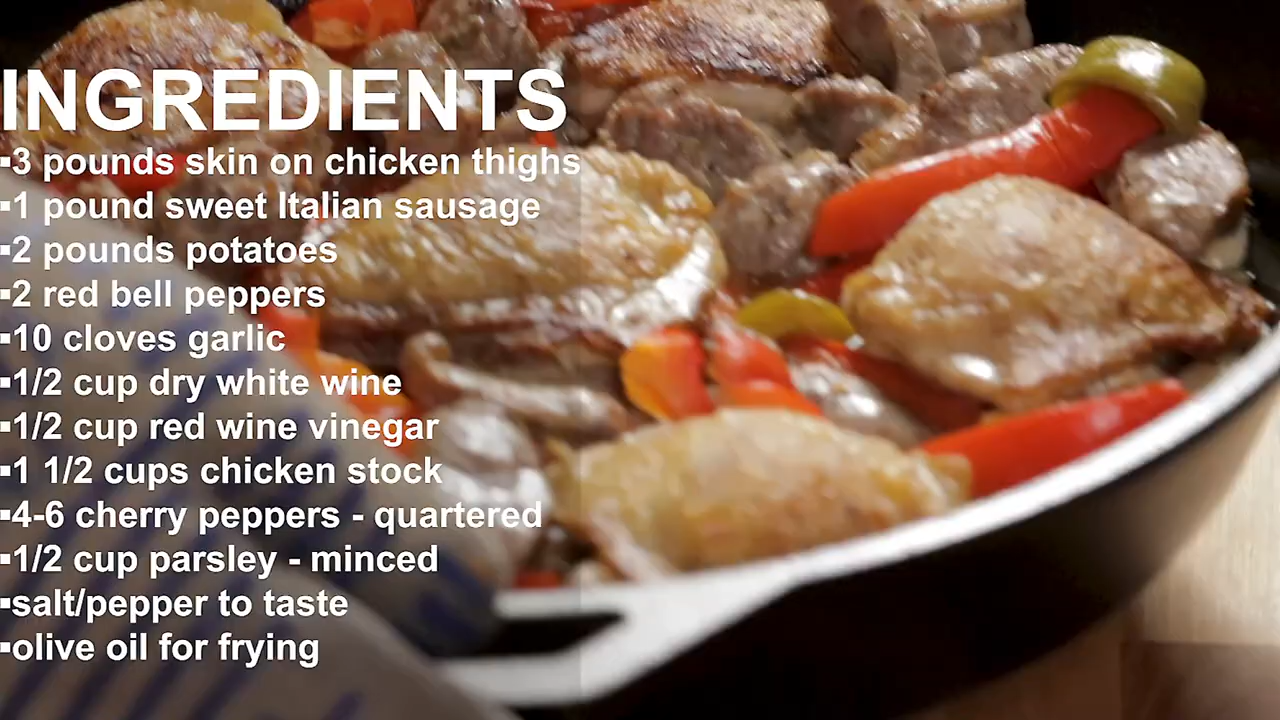 INGREDIENTS
▪3 pounds skin on chicken thighs
▪1 pound sweet Italian sausage
▪2 pounds potatoes
▪2 red bell peppers
▪10 cloves garlic
▪1/2 cup dry white wine
▪1/2 cup red wine vinegar
▪1 1/2 cups chicken stock
▪4-6 cherry peppers - quartered
▪1/2 cup parsley - minced
▪salt/pepper to taste
▪olive oil for frying